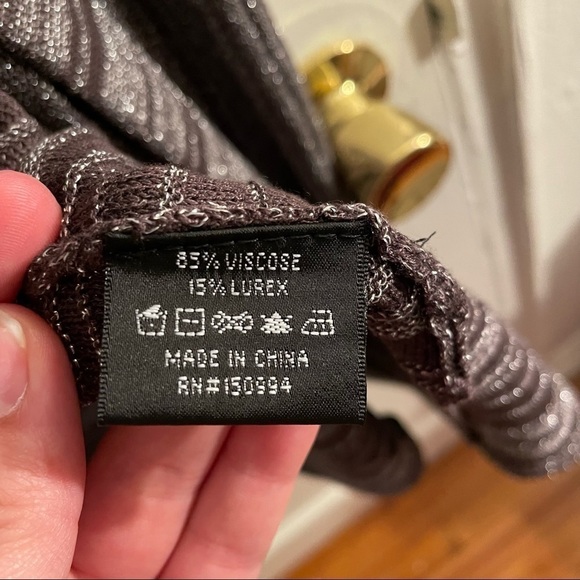 85% VISCOSE
15% LUREX
MADE IN CHINA
RN#150994